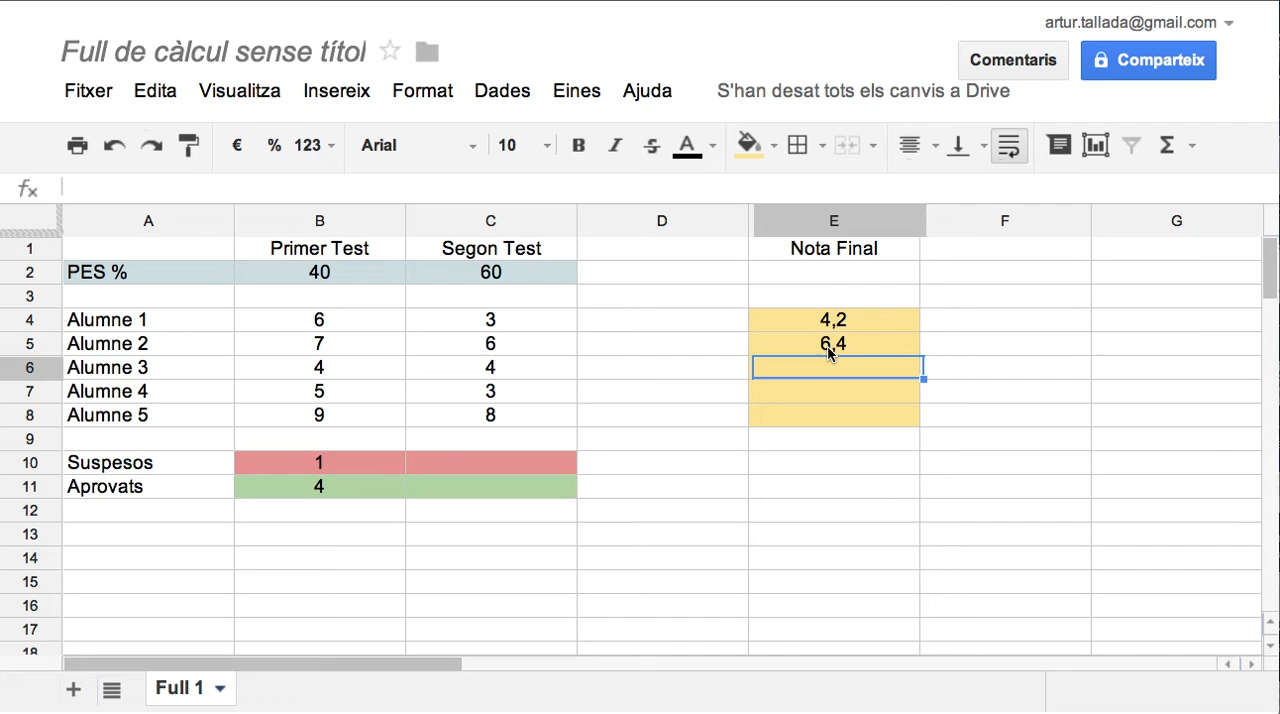 artur.tallada@gmail.com
Full de càlcul sense títol
Comentaris
Comparteix
Fitxer Edita Visualitza Insereix Format Dades Eines Ajuda S'han desat tots els canvis a Drive
€ % 123 Arial 10 B I S A Σ
fx
A B C D E F G
1 Primer Test Segon Test Nota Final
2 PES % 40 60
3
4 Alumne 1 6 3 4,2
5 Alumne 2 7 6 6,4
6 Alumne 3 4 4
7 Alumne 4 5 3
8 Alumne 5 9 8
9
10 Suspesos 1
11 Aprovats 4
12
13
14
15
16
17
18
Full 1